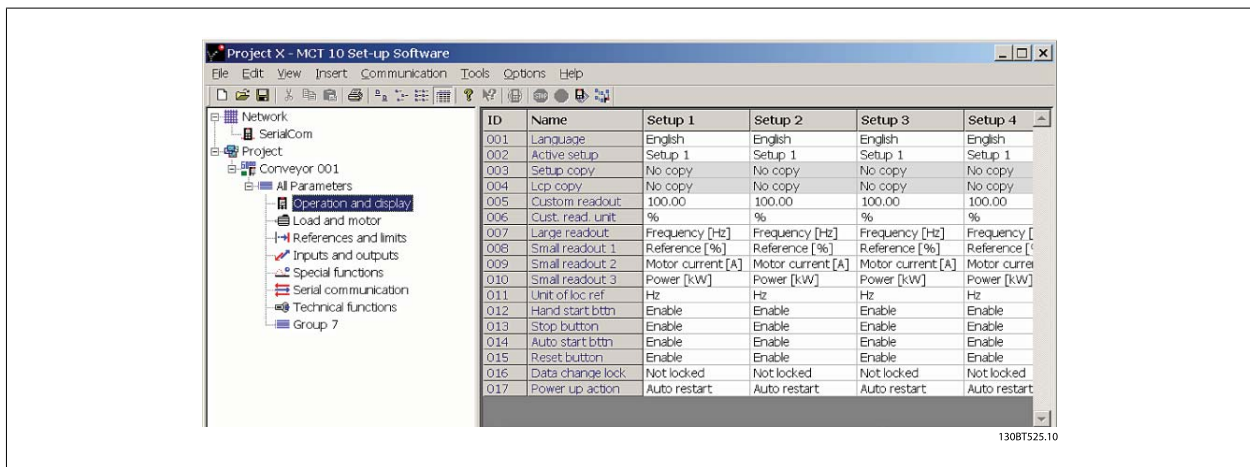 Project X - MCT 10 Set-up Software
File Edit View Insert Communication Tools Options Help
Network
SerialCom
Project
Conveyor 001
All Parameters
Operation and display
Load and motor
References and limits
Inputs and outputs
Special functions
Serial communication
Technical functions
Group 7
ID Name Setup 1 Setup 2 Setup 3 Setup 4
001 Language English English English English
002 Active setup Setup 1 Setup 1 Setup 1 Setup 1
003 Setup copy No copy No copy No copy No copy
004 Lcp copy No copy No copy No copy No copy
005 Custom readout 100.00 100.00 100.00 100.00
006 Cust. read. unit % % % %
007 Large readout Frequency [Hz] Frequency [Hz] Frequency [Hz] Frequency [
008 Small readout 1 Reference [%] Reference [%] Reference [%] Reference [
009 Small readout 2 Motor current [A] Motor current [A] Motor current [A] Motor curre
010 Small readout 3 Power [kW] Power [kW] Power [kW] Power [kW]
011 Unit of loc ref Hz Hz Hz Hz
012 Hand start bttn Enable Enable Enable Enable
013 Stop button Enable Enable Enable Enable
014 Auto start bttn Enable Enable Enable Enable
015 Reset button Enable Enable Enable Enable
016 Data change lock Not locked Not locked Not locked Not locked
017 Power up action Auto restart Auto restart Auto restart Auto restart
130BT525.10